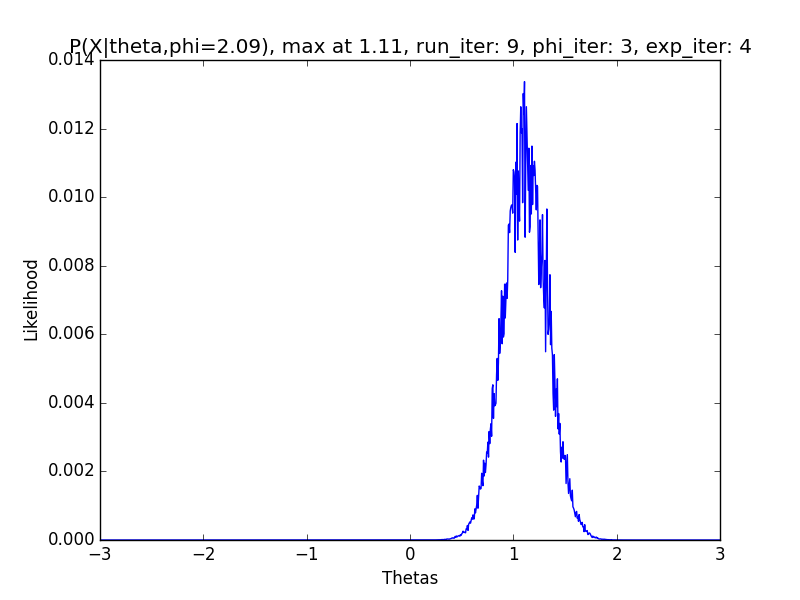 P(X|theta,phi=2.09), max at 1.11, run_iter: 9, phi_iter: 3, exp_iter: 4
0.014
0.012
0.010
0.008
0.006
0.004
0.002
0.000
Likelihood
−3 −2 −1 0 1 2 3
Thetas